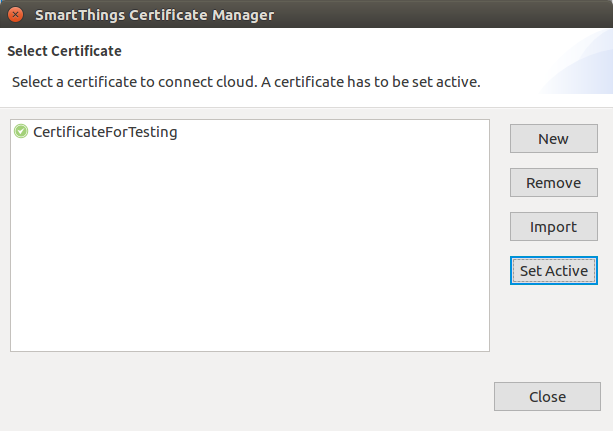 SmartThings Certificate Manager
Select Certificate
Select a certificate to connect cloud. A certificate has to be set active.
CertificateForTesting
New
Remove
Import
Set Active
Close